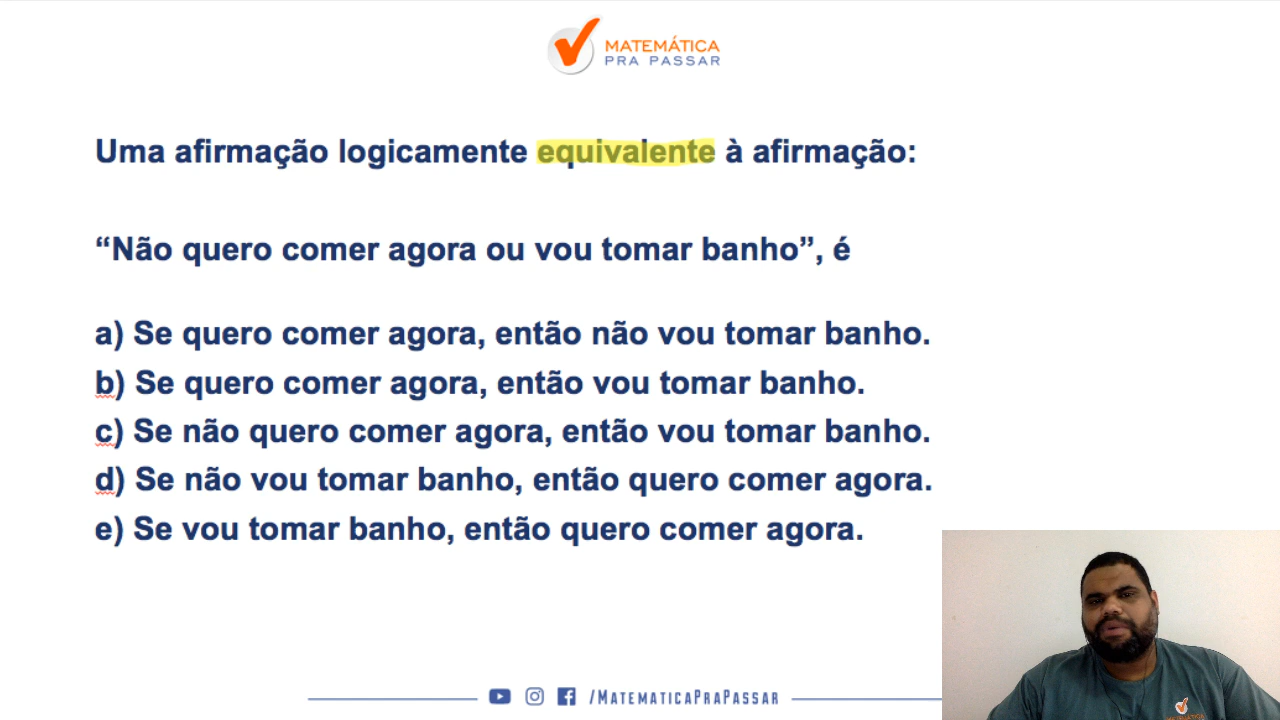 MATEMÁTICA
PRA PASSAR
Uma afirmação logicamente equivalente à afirmação:
“Não quero comer agora ou vou tomar banho”, é
a) Se quero comer agora, então não vou tomar banho.
b) Se quero comer agora, então vou tomar banho.
c) Se não quero comer agora, então vou tomar banho.
d) Se não vou tomar banho, então quero comer agora.
e) Se vou tomar banho, então quero comer agora.
/MATEMATICAPRAPASSAR